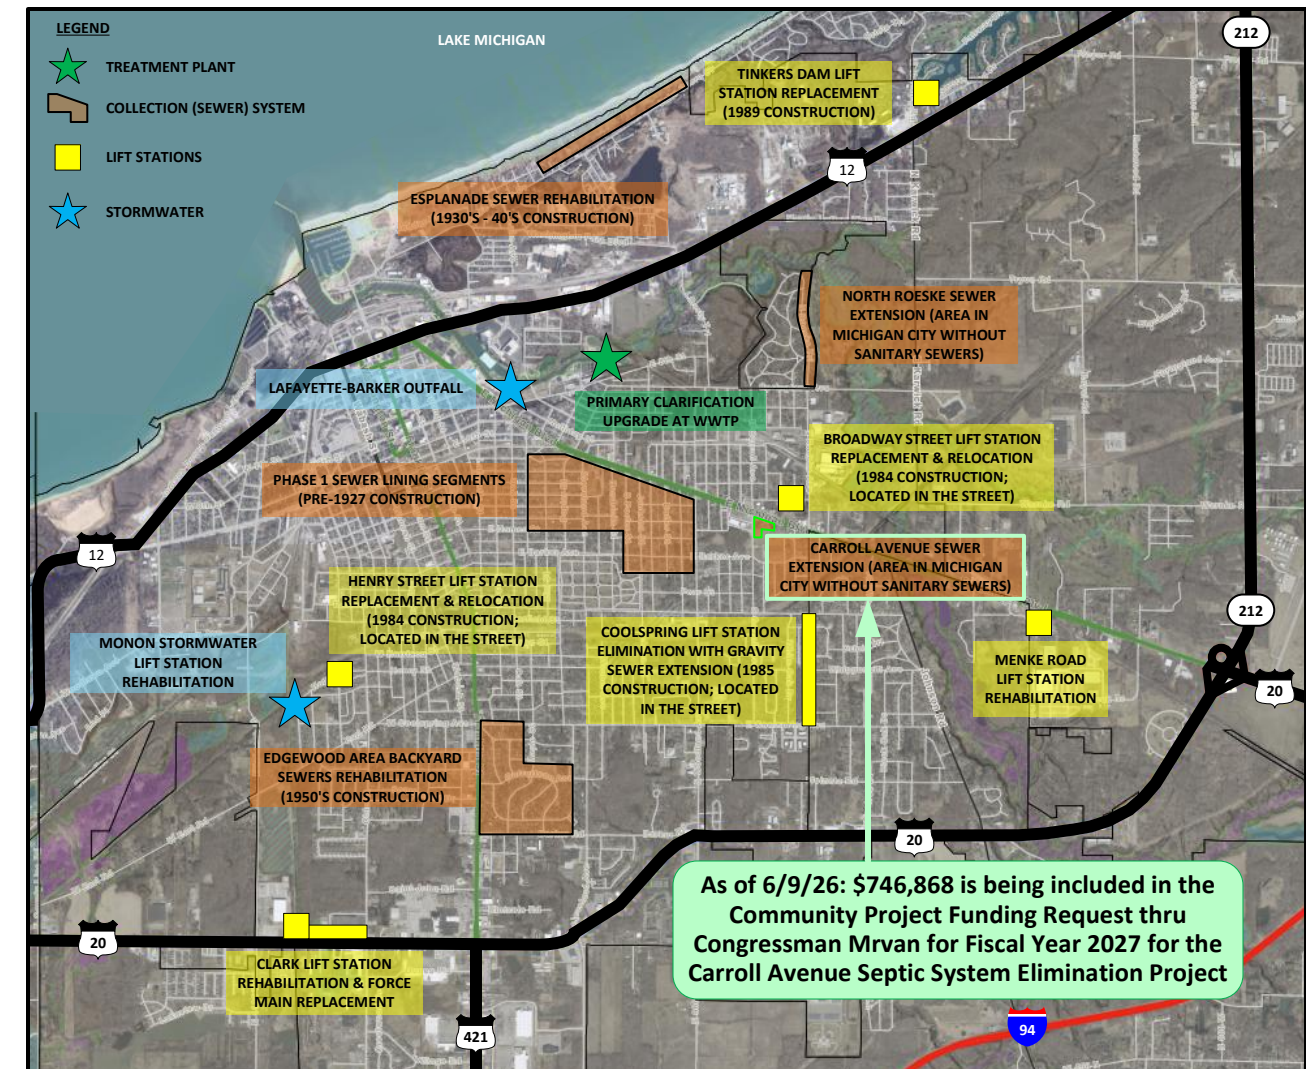 LEGEND
TREATMENT PLANT
COLLECTION (SEWER) SYSTEM
LIFT STATIONS
STORMWATER
LAKE MICHIGAN
212
TINKERS DAM LIFT
STATION REPLACEMENT
(1989 CONSTRUCTION)
12
ESPLANADE SEWER REHABILITATION
(1930'S - 40'S CONSTRUCTION)
NORTH ROESKE SEWER
EXTENSION (AREA IN
MICHIGAN CITY WITHOUT
SANITARY SEWERS)
LAFAYETTE-BARKER OUTFALL
PRIMARY CLARIFICATION
UPGRADE AT WWTP
BROADWAY STREET LIFT STATION
REPLACEMENT & RELOCATION
(1984 CONSTRUCTION;
LOCATED IN THE STREET)
PHASE 1 SEWER LINING SEGMENTS
(PRE-1927 CONSTRUCTION)
12
CARROLL AVENUE SEWER
EXTENSION (AREA IN MICHIGAN
CITY WITHOUT SANITARY SEWERS)
HENRY STREET LIFT STATION
REPLACEMENT & RELOCATION
(1984 CONSTRUCTION;
LOCATED IN THE STREET)
212
MONON STORMWATER
LIFT STATION
REHABILITATION
COOLSPRING LIFT STATION
ELIMINATION WITH GRAVITY
SEWER EXTENSION (1985
CONSTRUCTION; LOCATED
IN THE STREET)
MENKE ROAD
LIFT STATION
REHABILITATION
20
EDGEWOOD AREA BACKYARD
SEWERS REHABILITATION
(1950'S CONSTRUCTION)
20
As of 6/9/26: $746,868 is being included in the
Community Project Funding Request thru
Congressman Mrvan for Fiscal Year 2027 for the
Carroll Avenue Septic System Elimination Project
20
CLARK LIFT STATION
REHABILITATION & FORCE
MAIN REPLACEMENT
421
94